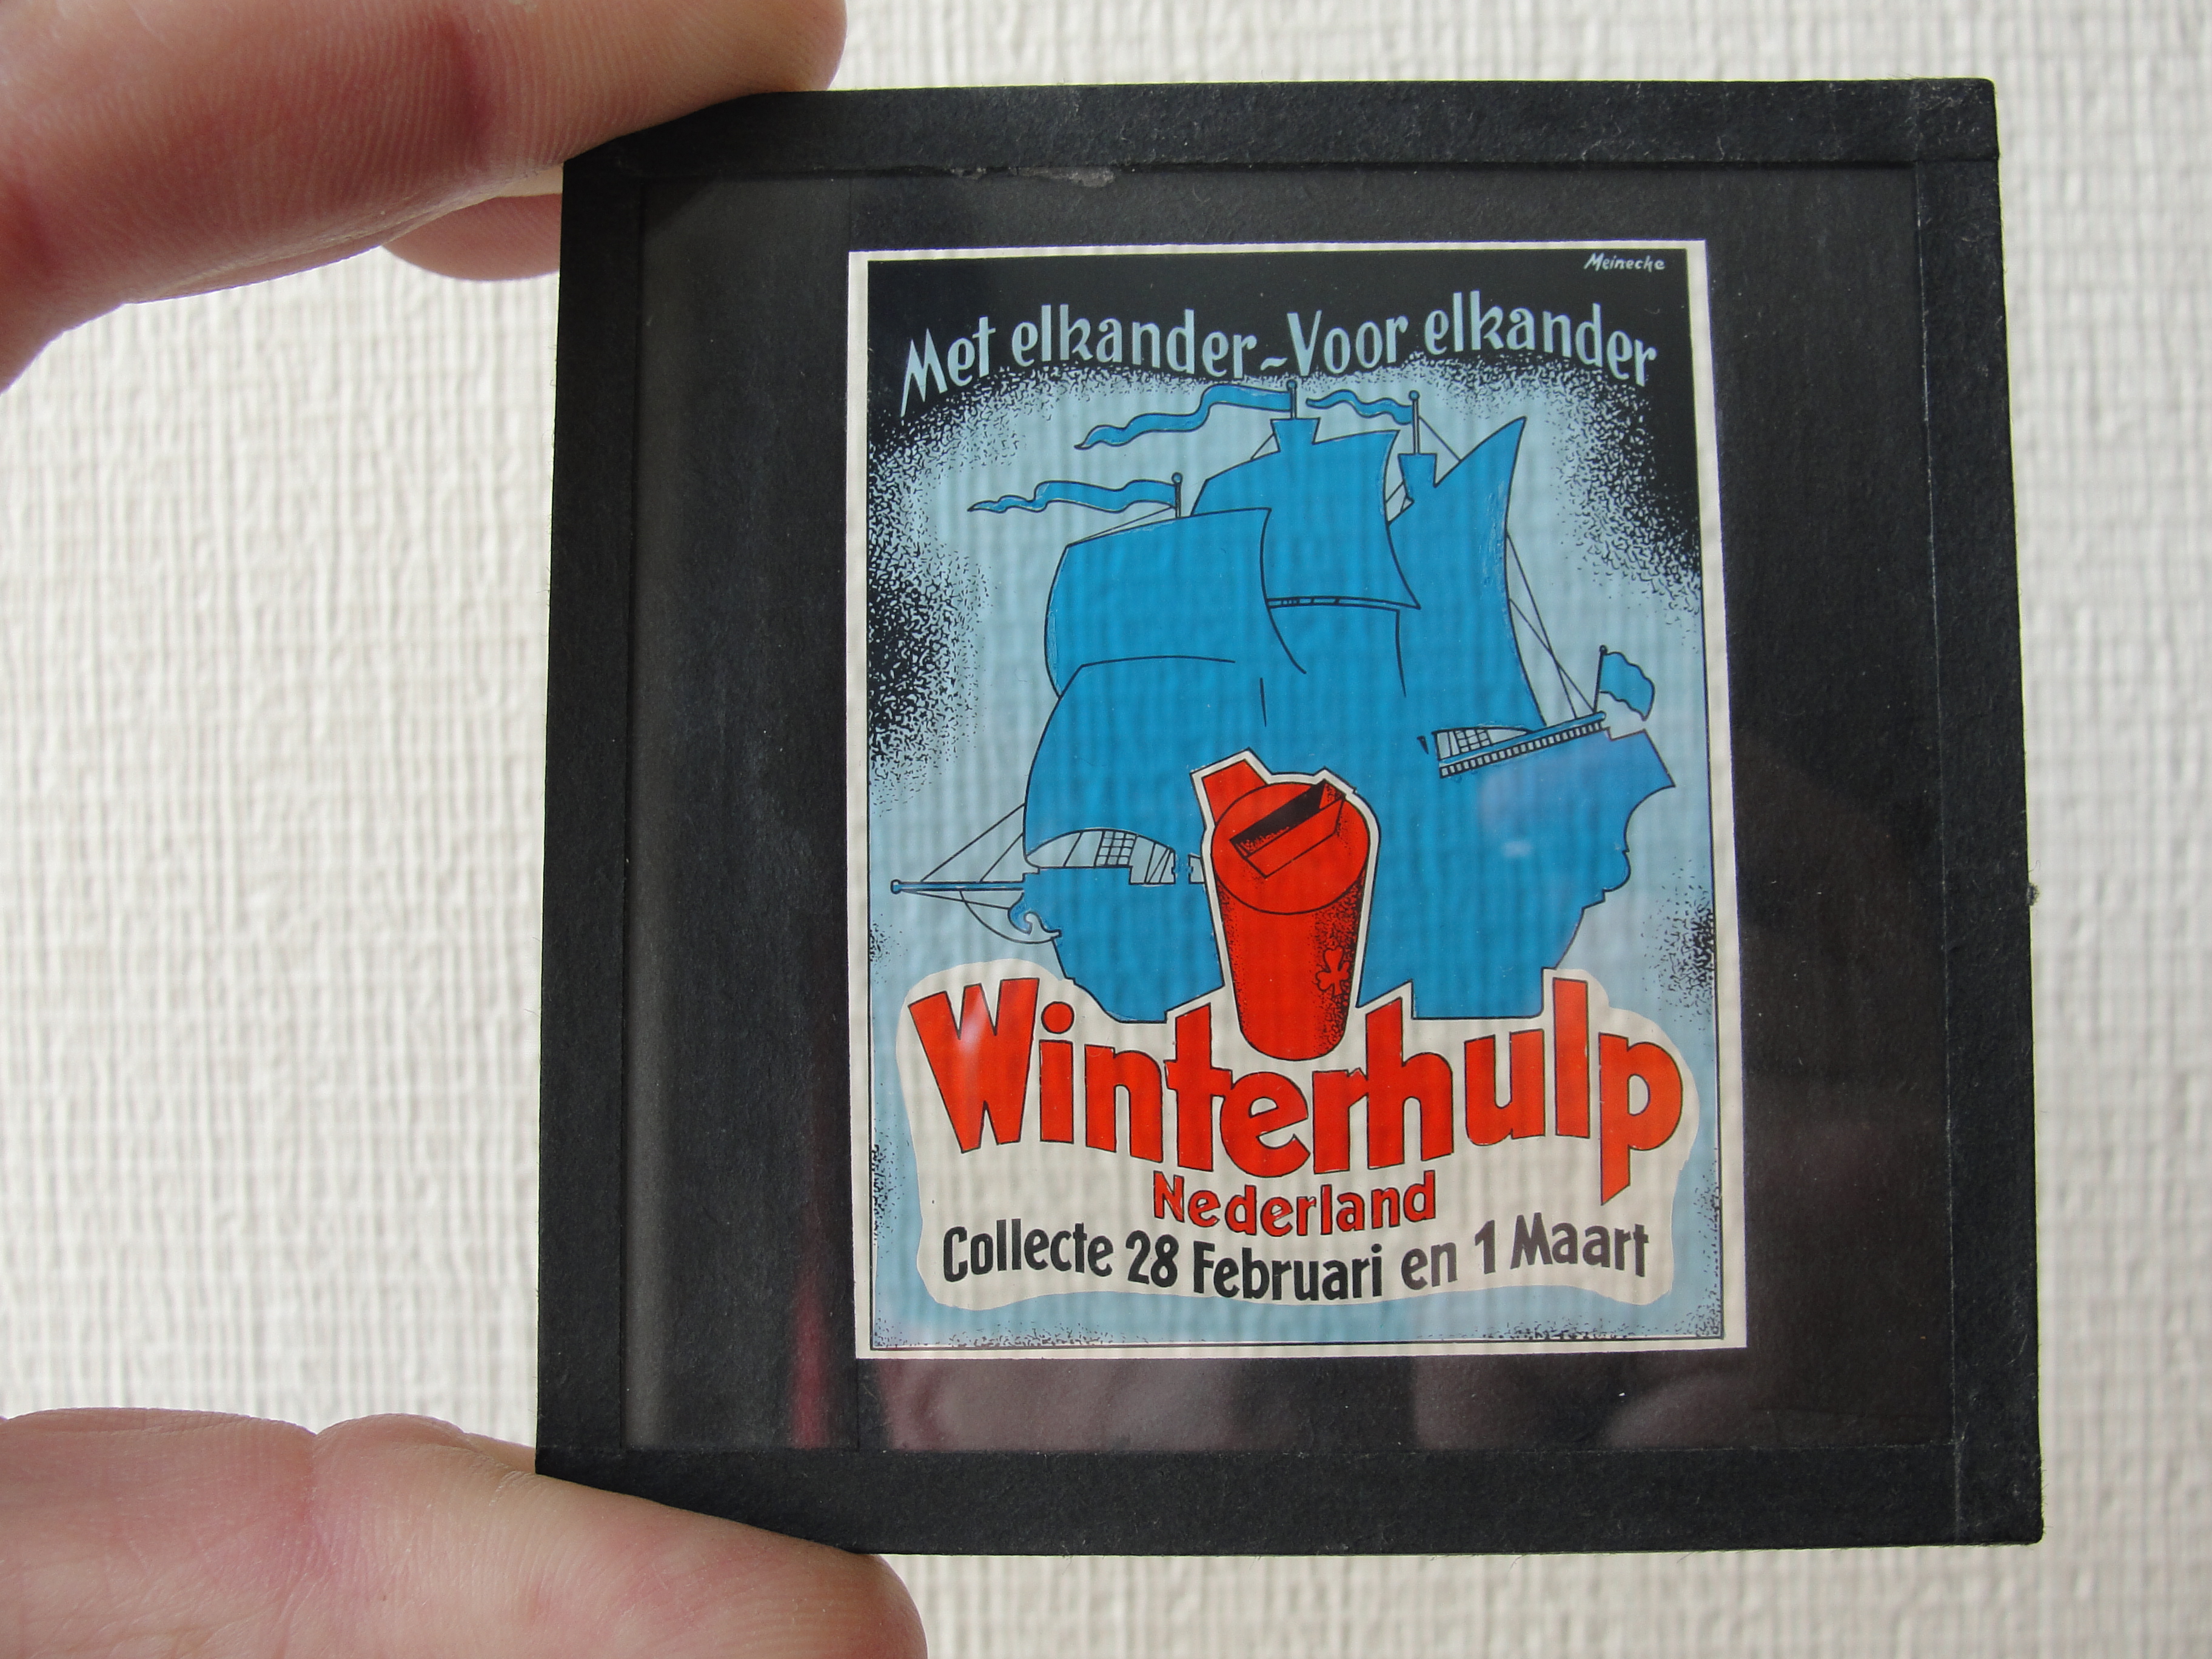 Meinecke
Met elkander-Voor elkander
Winterhulp
Nederland
Collecte 28 Februari en 1 Maart